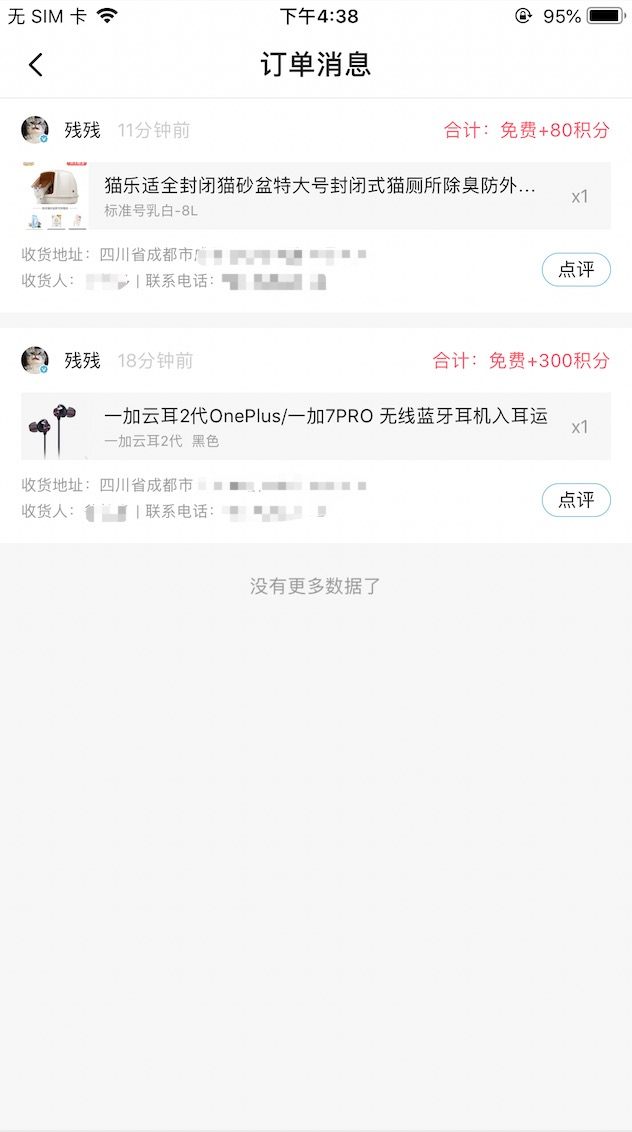 无 SIM 卡 下午4:38 95%
订单消息
残残 11分钟前 合计：免费+80积分
猫乐适全封闭猫砂盆特大号封闭式猫厕所除臭防外... x1
标准号乳白-8L
收货地址：四川省成都市
收货人： | 联系电话：
点评
残残 18分钟前 合计：免费+300积分
一加云耳2代OnePlus/一加7PRO 无线蓝牙耳机入耳运 x1
一加云耳2代 黑色
收货地址：四川省成都市
收货人： | 联系电话：
点评
没有更多数据了